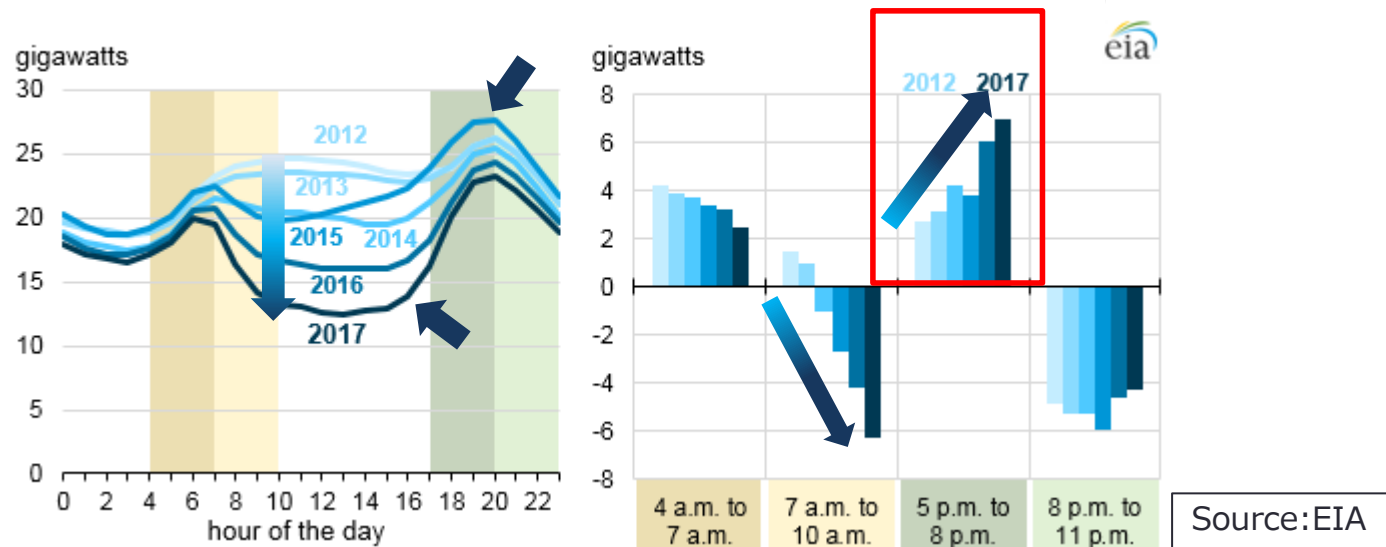 gigawatts
30
25
20
15
10
5
0
2012
2013
2015
2014
2016
2017
0 2 4 6 8 10 12 14 16 18 20 22
hour of the day
eia
gigawatts
8
6
4
2
0
-2
-4
-6
-8
2012 2017
4 a.m. to
7 a.m.
7 a.m. to
10 a.m.
5 p.m. to
8 p.m.
8 p.m. to
11 p.m.
Source:EIA